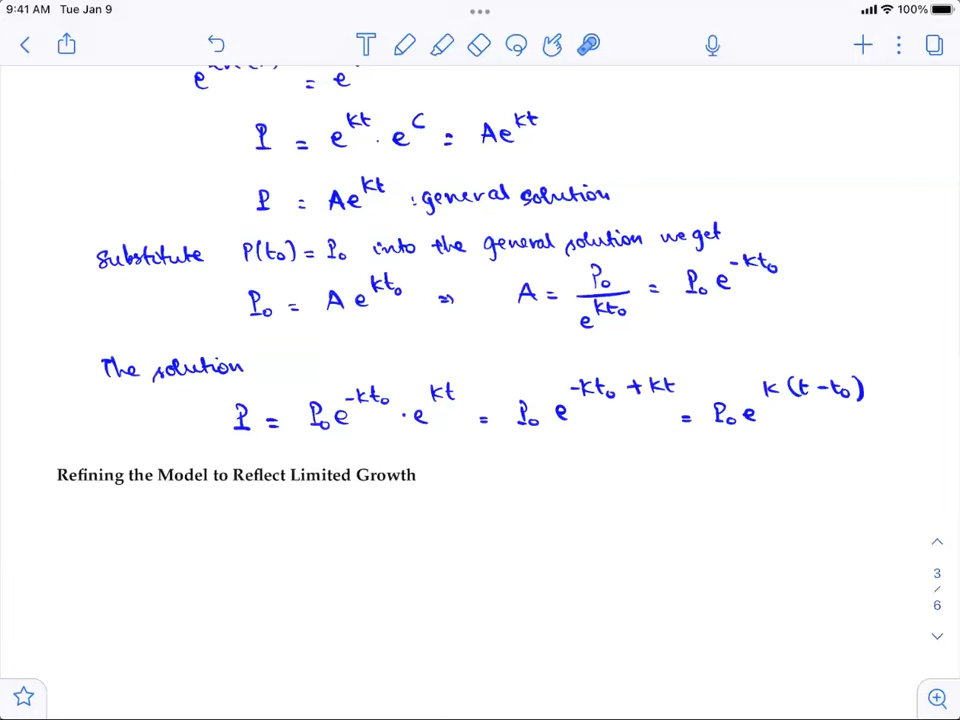 9:41 AM Tue Jan 9 100%
= e
P = e^{kt} · e^C = Ae^{kt}
P = Ae^{kt} : general solution
substitute P(t₀) = P₀ into the general solution we get
P₀ = A e^{kt₀} ⇒ A = P₀ / e^{kt₀} = P₀ e^{-kt₀}
The solution
P = P₀ e^{-kt₀} · e^{kt} = P₀ e^{-kt₀ + kt} = P₀ e^{k(t - t₀)}
Refining the Model to Reflect Limited Growth
3
/
6